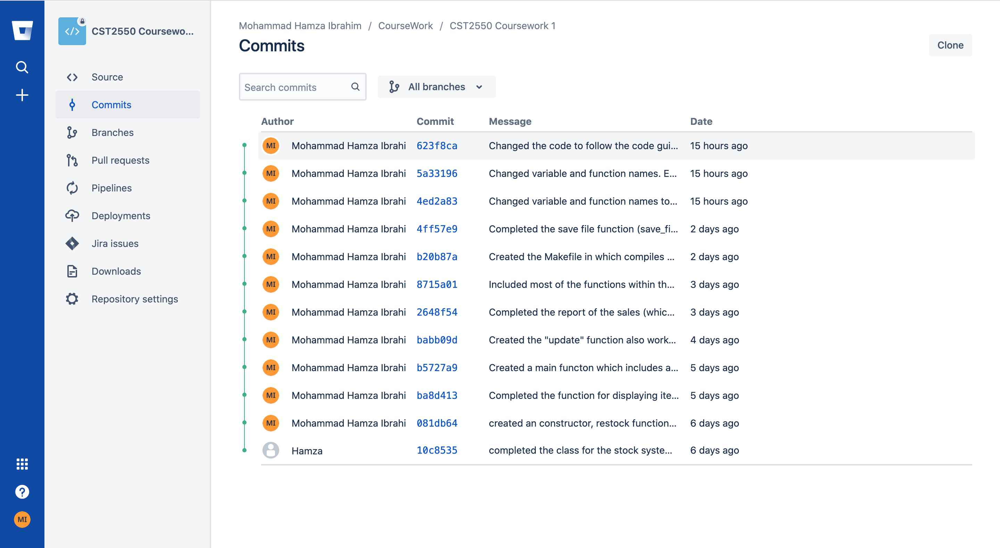 CST2550 Coursewo...
Source
Commits
Branches
Pull requests
Pipelines
Deployments
Jira issues
Downloads
Repository settings
MI
Mohammad Hamza Ibrahim / CourseWork / CST2550 Coursework 1
Commits
Clone
Search commits
All branches
Author Commit Message Date
MI Mohammad Hamza Ibrahi 623f8ca Changed the code to follow the code gui... 15 hours ago
MI Mohammad Hamza Ibrahi 5a33196 Changed variable and function names. E... 15 hours ago
MI Mohammad Hamza Ibrahi 4ed2a83 Changed variable and function names to... 15 hours ago
MI Mohammad Hamza Ibrahi 4ff57e9 Completed the save file function (save_fi... 2 days ago
MI Mohammad Hamza Ibrahi b20b87a Created the Makefile in which compiles ... 2 days ago
MI Mohammad Hamza Ibrahi 8715a01 Included most of the functions within th... 3 days ago
MI Mohammad Hamza Ibrahi 2648f54 Completed the report of the sales (whic... 3 days ago
MI Mohammad Hamza Ibrahi babb09d Created the "update" function also work... 4 days ago
MI Mohammad Hamza Ibrahi b5727a9 Created a main functon which includes a... 5 days ago
MI Mohammad Hamza Ibrahi ba8d413 Completed the function for displaying ite... 5 days ago
MI Mohammad Hamza Ibrahi 081db64 created an constructor, restock function... 6 days ago
Hamza 10c8535 completed the class for the stock syste... 6 days ago